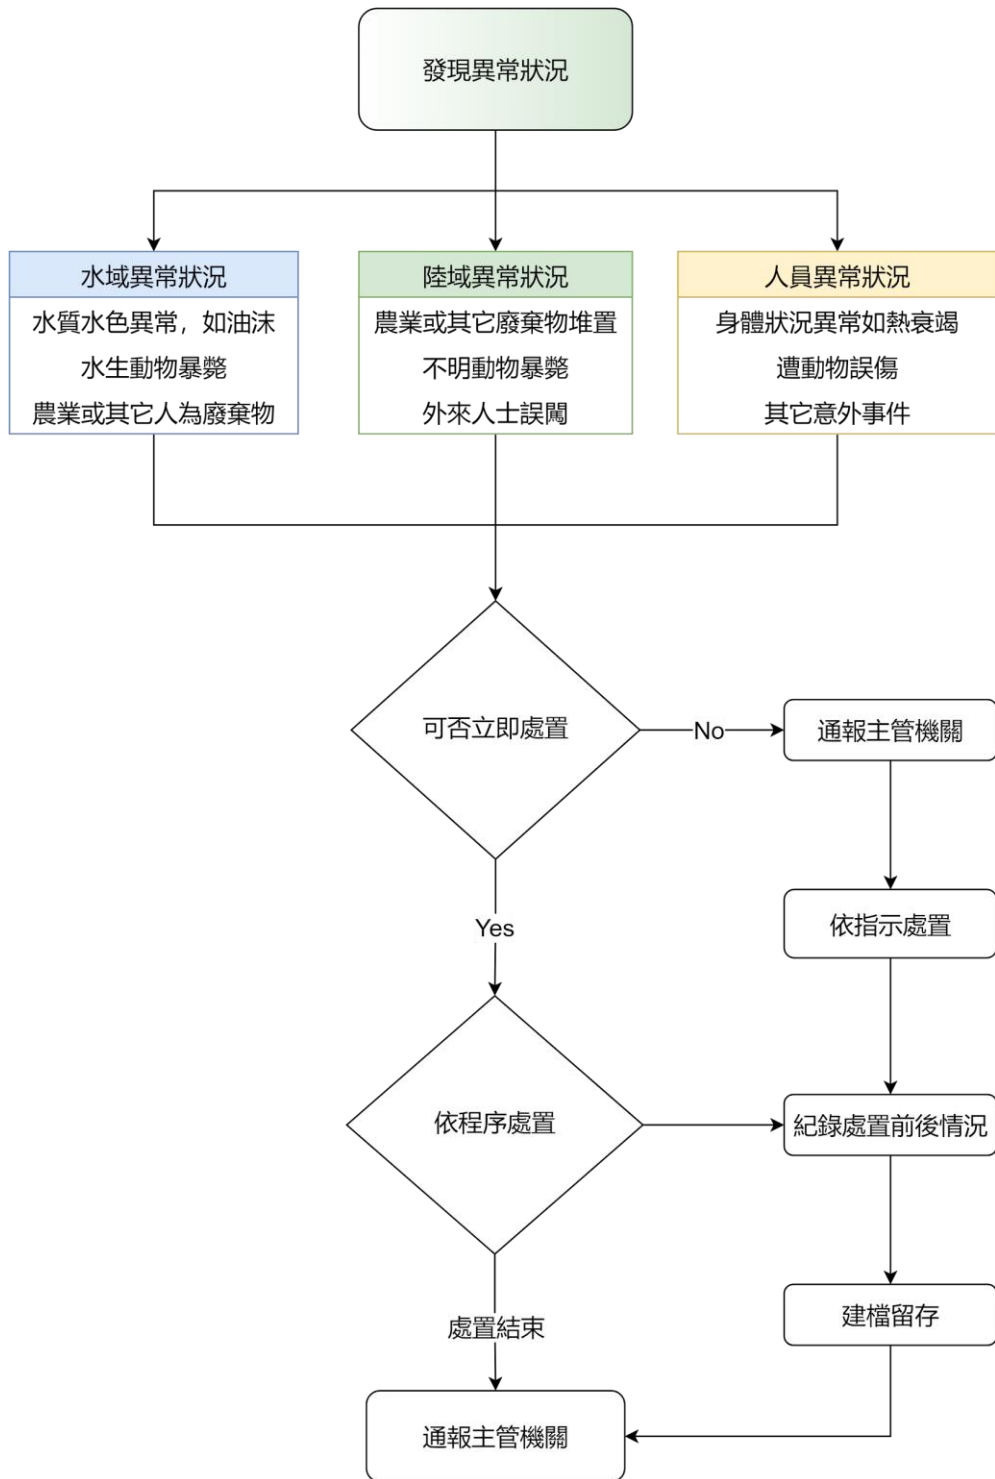 發現異常狀況
水域異常狀況
水質水色異常，如油沫
水生動物暴斃
農業或其它人為廢棄物
陸域異常狀況
農業或其它廢棄物堆置
不明動物暴斃
外來人士誤闖
人員異常狀況
身體狀況異常如熱衰竭
遭動物誤傷
其它意外事件
可否立即處置
No
通報主管機關
依指示處置
Yes
依程序處置
紀錄處置前後情況
建檔留存
處置結束
通報主管機關